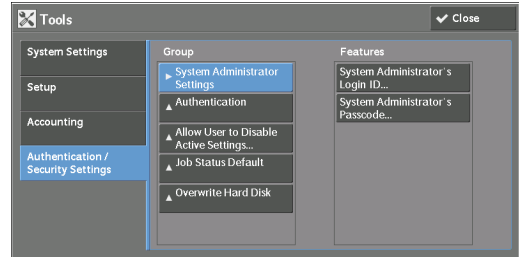 Tools
Close
System Settings
Setup
Accounting
Authentication /
Security Settings
Group
System Administrator
Settings
Authentication
Allow User to Disable
Active Settings...
Job Status Default
Overwrite Hard Disk
Features
System Administrator's
Login ID...
System Administrator's
Passcode...